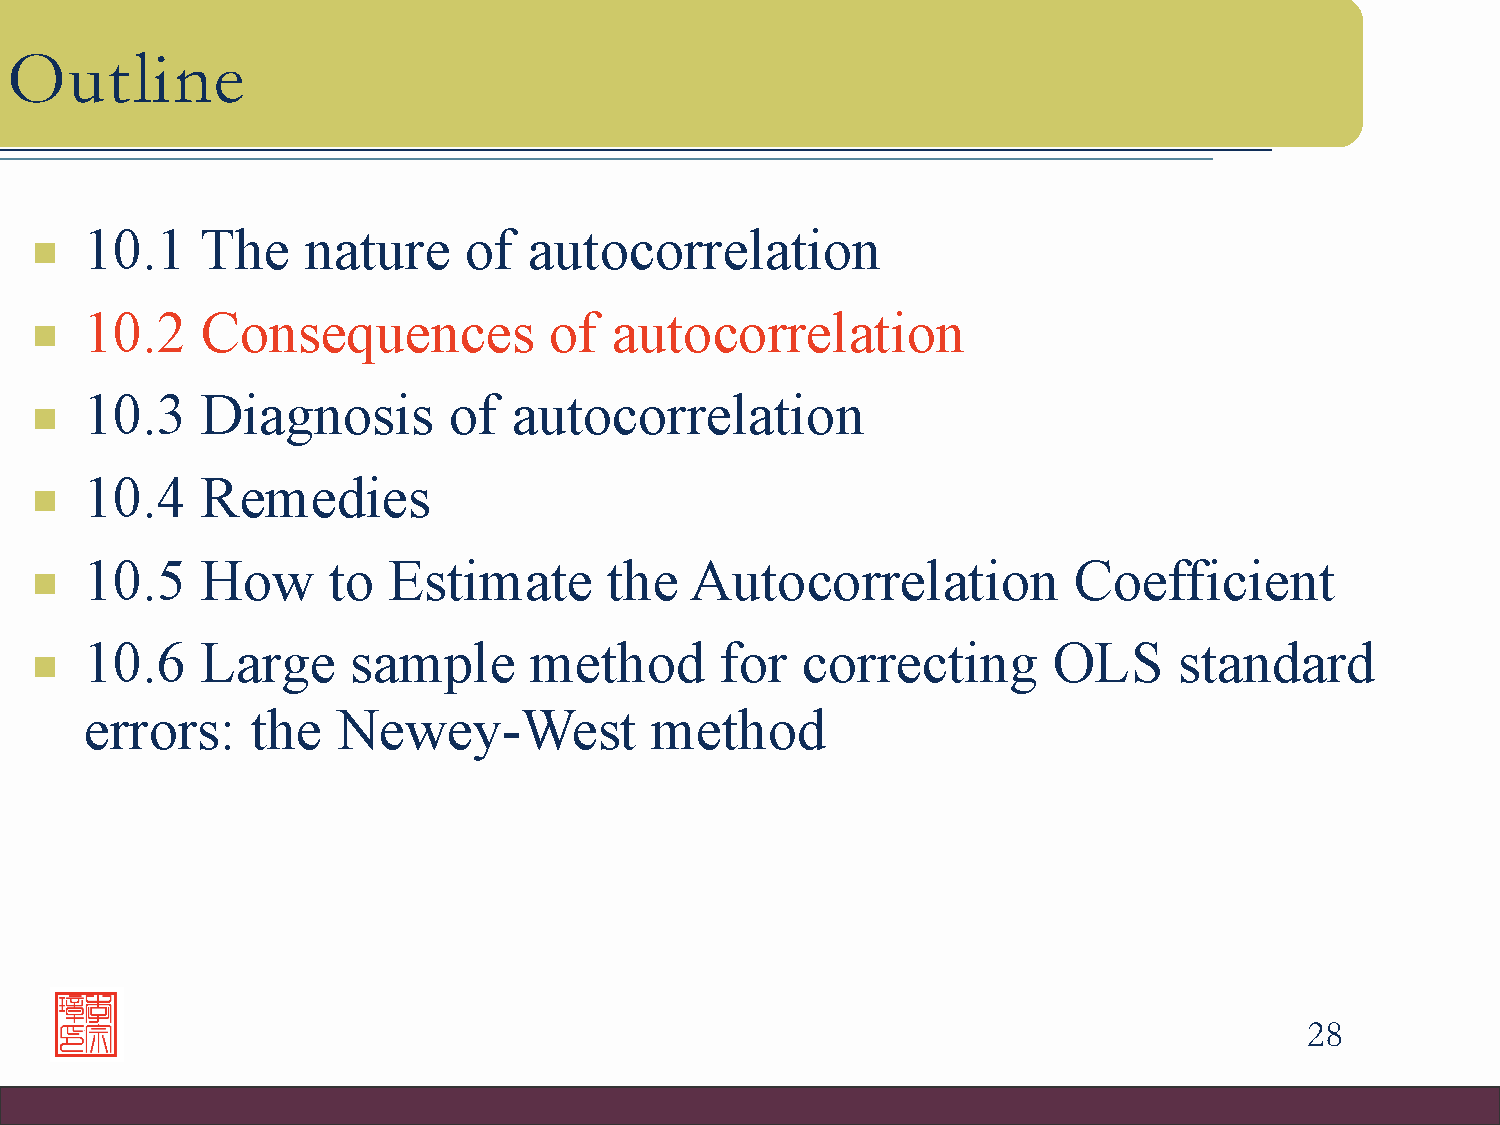 Outline
10.1 The nature of autocorrelation
10.2 Consequences of autocorrelation
10.3 Diagnosis of autocorrelation
10.4 Remedies
10.5 How to Estimate the Autocorrelation Coefficient
10.6 Large sample method for correcting OLS standard
errors: the Newey-West method
28